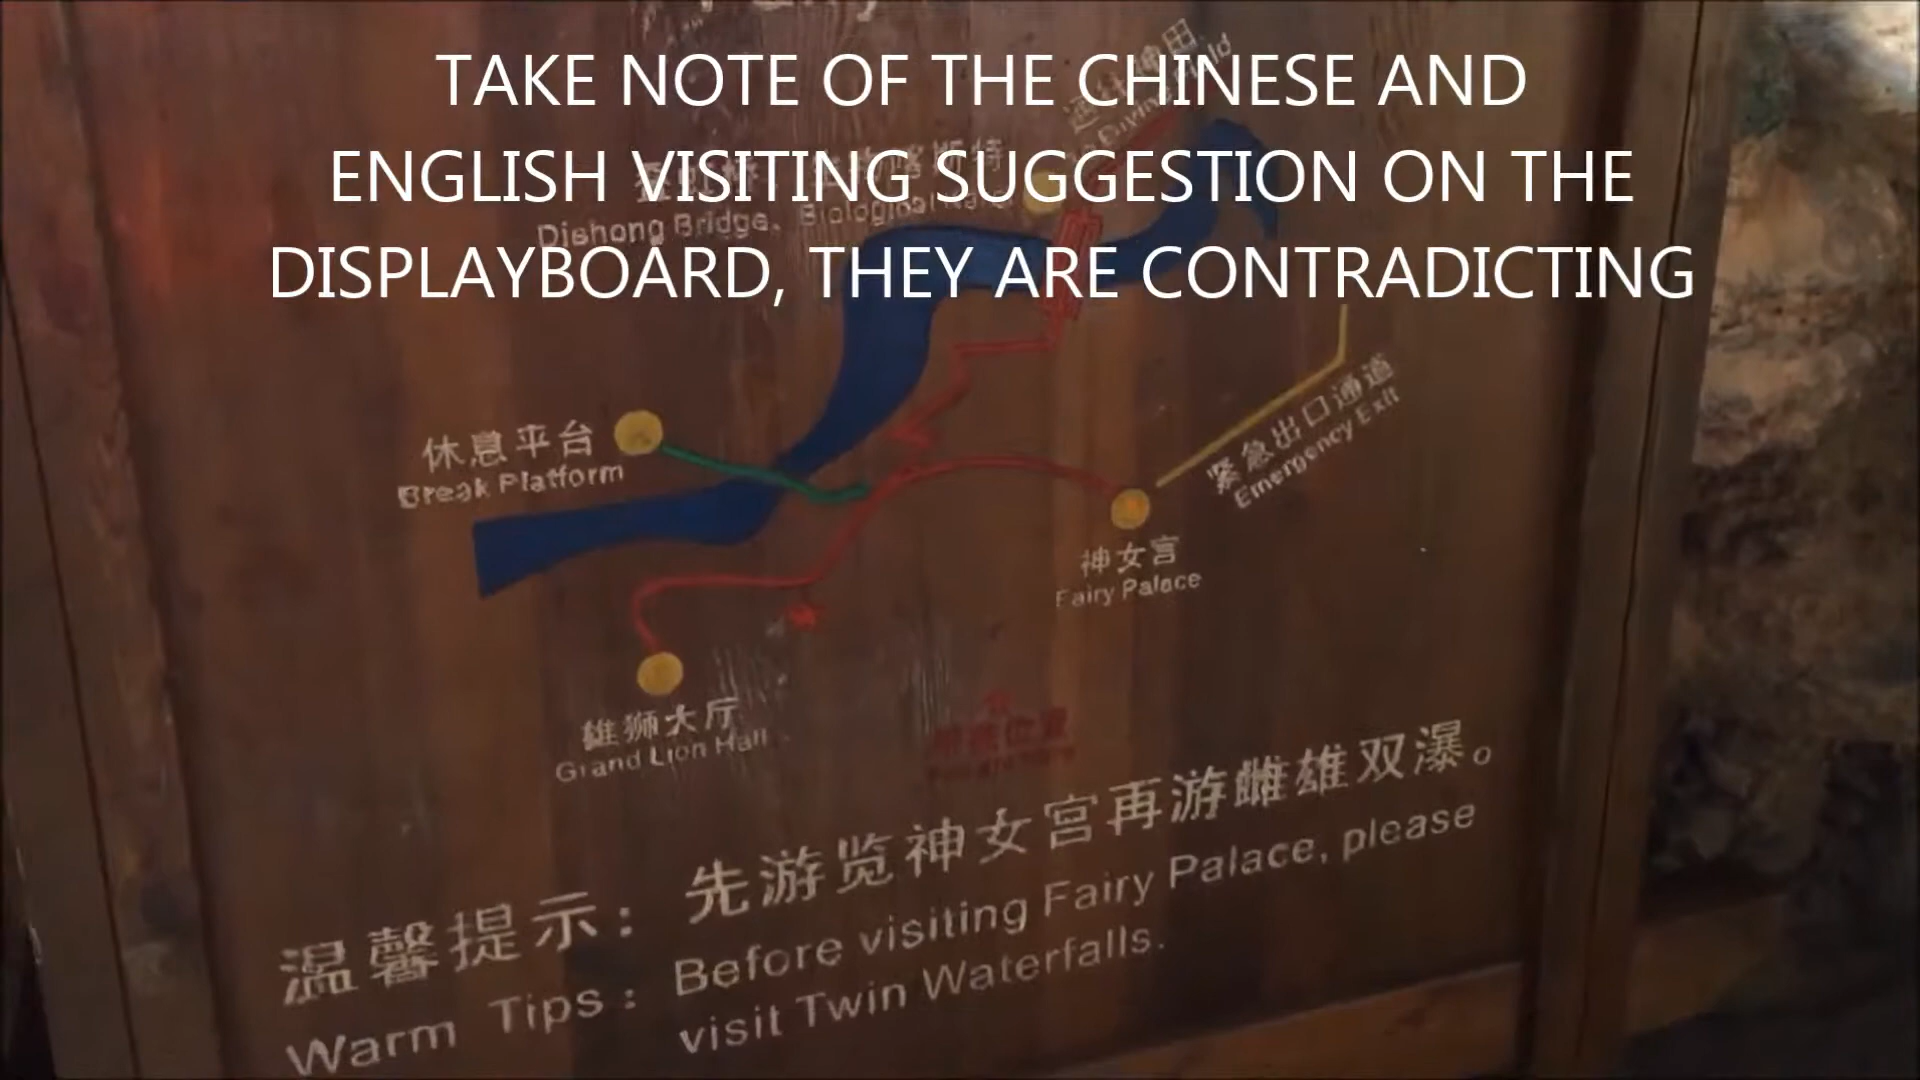 TAKE NOTE OF THE CHINESE AND
ENGLISH VISITING SUGGESTION ON THE
DISPLAYBOARD, THEY ARE CONTRADICTING
Diehong Bridge、
休息平台
Break Platform
紧急出口通道
Emergency Exit
神女宫
Fairy Palace
雄狮大厅
Grand Lion Hall
温馨提示：先游览神女宫再游雌雄双瀑。
Warm Tips：Before visiting Fairy Palace, please
visit Twin Waterfalls.